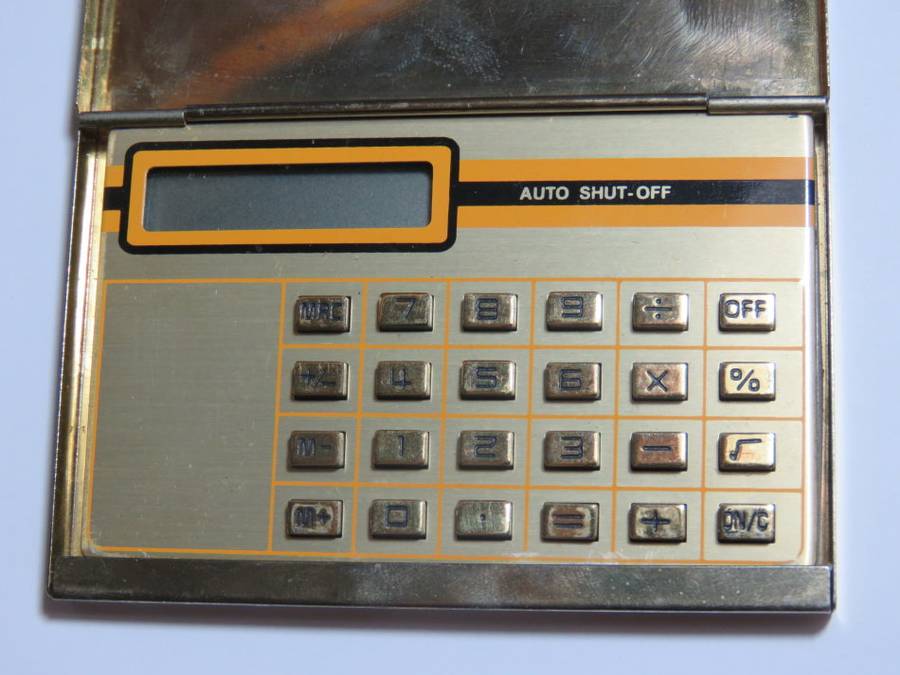 AUTO SHUT-OFF
MRC 7 8 9 ÷ OFF
+/- 4 5 6 × %
M- 1 2 3 - √
M+ 0 . = + ON/C